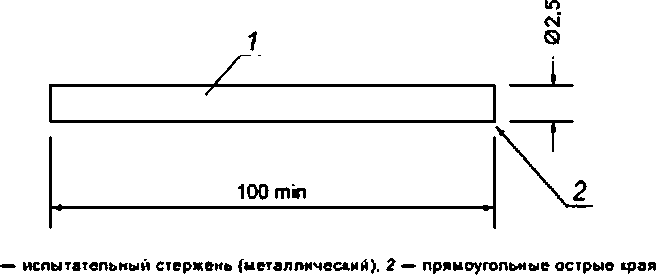 1
Ø2,5
100 min
2
— испытательный стержень (металлический), 2 — прямоугольные острые края